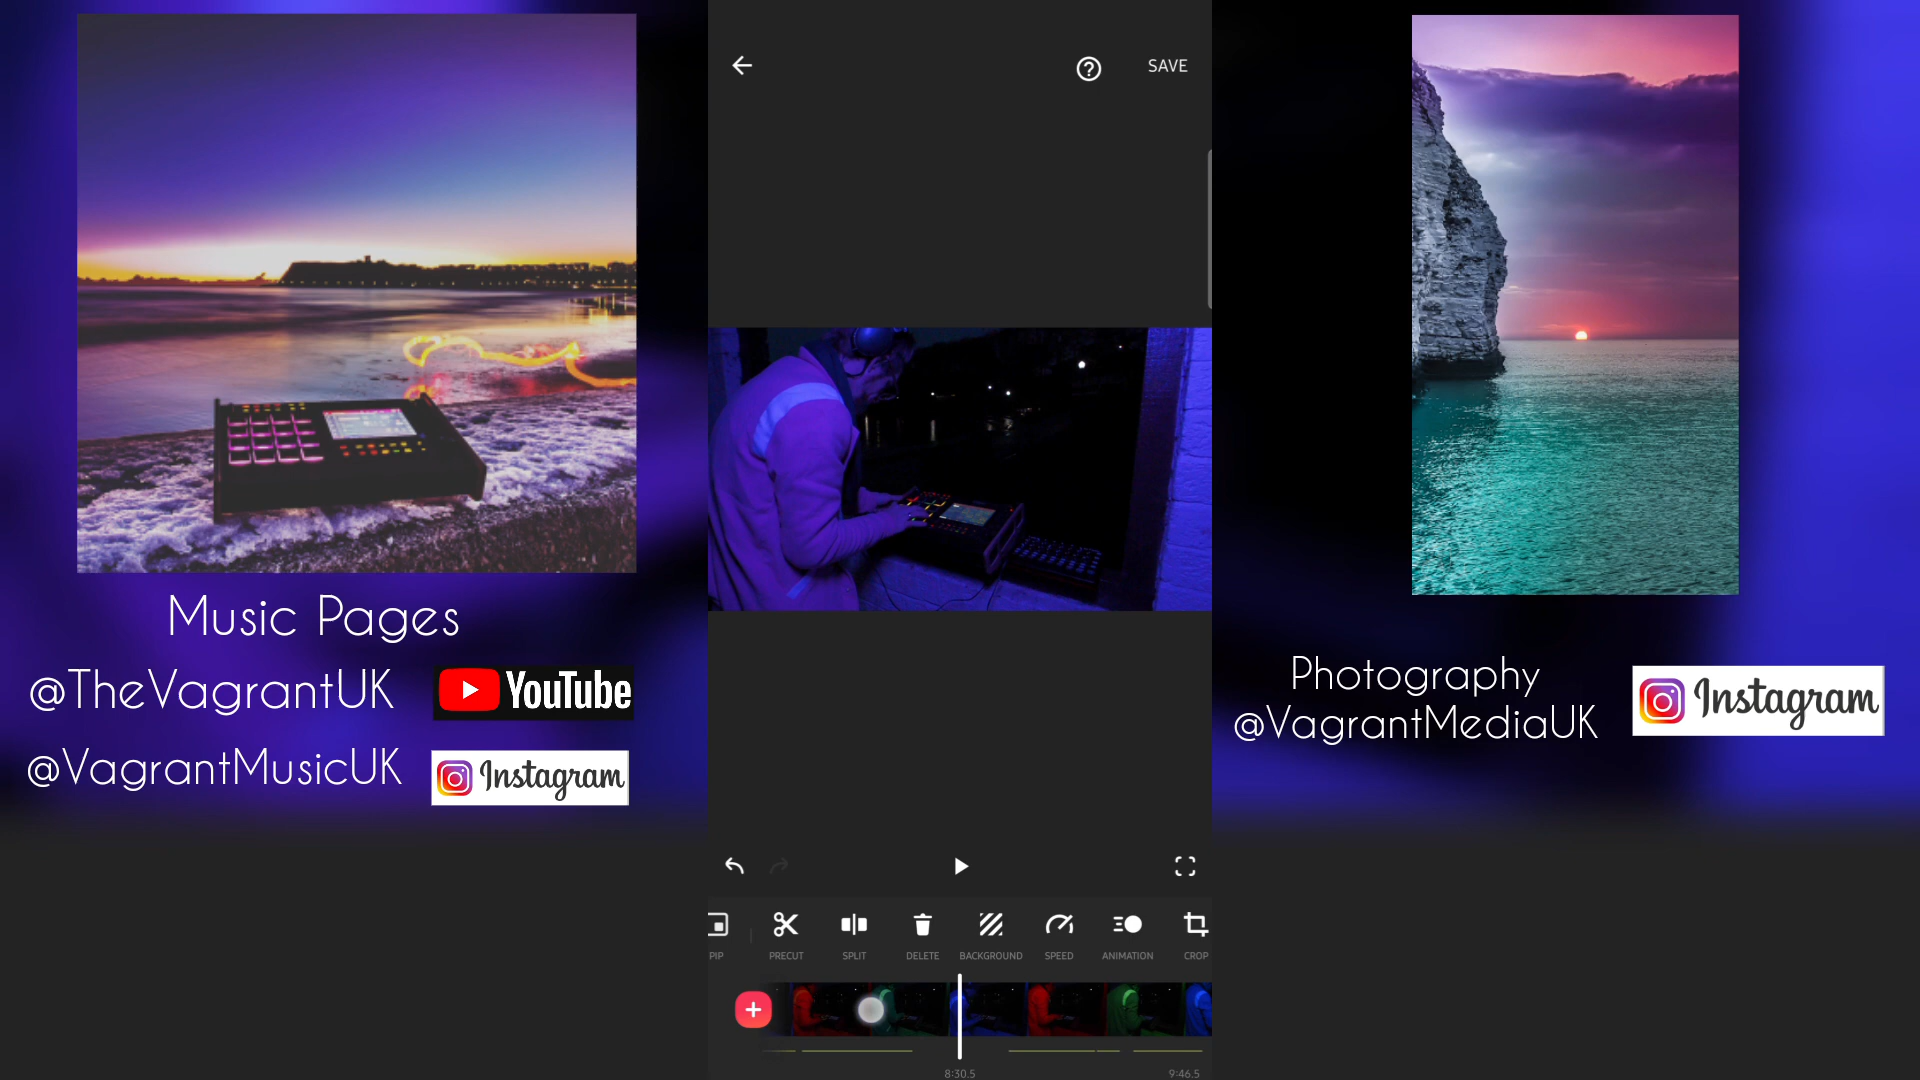 SAVE
Music Pages
@TheVagrantUK
YouTube
@VagrantMusicUK
Instagram
Photography
@VagrantMediaUK
Instagram
PIP
PRECUT
SPLIT
DELETE
BACKGROUND
SPEED
ANIMATION
CROP
8:30.5
9:46.5